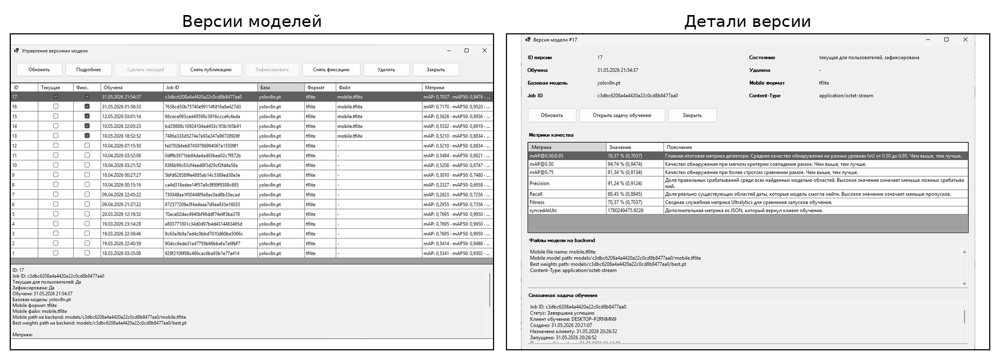 Версии моделей
Управление версиями модели
Обновить Подробнее Сделать текущей Снять публикацию Зафиксировать Снять фиксацию Удалить Закрыть
ID Текущая Фикс. Обучена Job ID База Формат Файл Метрики
17 31.05.2026 21:54:37 c3dbc6208a4a4420a22c0cd8b8477aa0 yolov8n.pt tflite mobile.tflite mAP: 0,7037 · mAP50: 0,9474 · ...
16 31.05.2026 01:58:33 7638cd50b75740e99114fd16a8e427d3 yolov8n.pt tflite mobile.tflite mAP: 0,7170 · mAP50: 0,9520 · ...
15 12.05.2026 03:01:14 98cece993ced49599c3916cccefc4eda yolov8n.pt tflite mobile.tflite mAP: 0,5626 · mAP50: 0,8956 · ...
14 10.05.2026 22:03:23 bd29888c10924104ad453c1f3b165b91 yolov8n.pt tflite mobile.tflite mAP: 0,5532 · mAP50: 0,8919 · ...
13 10.05.2026 18:52:52 7486a333d5274e7e93e247a96728926f yolov8n.pt tflite mobile.tflite mAP: 0,5210 · mAP50: 0,8834 · ...
12 10.04.2026 07:15:50 fe0702bfeb87450786994067a15509f1 yolov8n.pt tflite - mAP: 0,5210 · mAP50: 0,8834 · ...
11 10.04.2026 03:52:08 0dffb3971bb84da4ad83bee02c7f872b yolov8n.pt tflite - mAP: 0,5484 · mAP50: 0,8821 · ...
10 10.04.2026 03:21:52 83f6b99c83cf4eed8f3d29cf2fd4a58a yolov8n.pt tflite - mAP: 0,5208 · mAP50: 0,8747 · ...
9 10.04.2026 00:27:27 5bfd628589fe4885ab14c5389ed38e3e yolov8n.pt tflite - mAP: 0,3010 · mAP50: 0,7480 · ...
8 10.04.2026 00:15:16 ca4d318adee14f57a9c8f99f9388c685 yolov8n.pt tflite - mAP: 0,2327 · mAP50: 0,6958 · ...
7 09.04.2026 22:45:22 730348aa1f00448f9a8ac0ad8b33ecad yolov8n.pt tflite - mAP: 0,2823 · mAP50: 0,7256 · ...
6 09.04.2026 21:37:22 872577206e3f4adaaa7d9aa833e16035 yolov8n.pt tflite - mAP: 0,2955 · mAP50: 0,7356 · ...
5 20.03.2026 12:19:52 70ace02dac4940bf96ddf74e9f3ba378 yolov8n.pt tflite - mAP: 0,7695 · mAP50: 0,9950 · ...
4 19.03.2026 23:14:28 e803771001c34d0d97b4d4314463465d yolov8n.pt tflite - mAP: 0,7695 · mAP50: 0,9950 · ...
3 19.03.2026 22:59:46 9c63a3b9a7ad4c0bbd7010d60ba5066c yolov8n.pt tflite - mAP: 0,7695 · mAP50: 0,9950 · ...
2 19.03.2026 22:40:59 90dcc6ede31a47759b66bbafa7a6fbf7 yolov8n.pt tflite - mAP: 0,5414 · mAP50: 0,9488 · ...
1 18.03.2026 03:35:08 928f2106f88c466cac6ba93b1e77a414 yolov8n.pt tflite - mAP: 0,5341 · mAP50: 0,9502 · ...
ID: 17
Job ID: c3dbc6208a4a4420a22c0cd8b8477aa0
Текущая для пользователей: Да
Зафиксирована: Да
Обучена: 31.05.2026 21:54:37
Базовая модель: yolov8n.pt
Mobile формат: tflite
Mobile файл: mobile.tflite
Mobile path на backend: models/c3dbc6208a4a4420a22c0cd8b8477aa0/mobile.tflite
Best weights path на backend: models/c3dbc6208a4a4420a22c0cd8b8477aa0/best.pt
Метрики:
Детали версии
Версия модели #17
ID версии 17 Состояние текущая для пользователей, зафиксирована
Обучена 31.05.2026 21:54:37 Удалена -
Базовая модель yolov8n.pt Mobile формат tflite
Job ID c3dbc6208a4a4420a22c0cd8b8477aa0 Content-Type application/octet-stream
Обновить Открыть задачу обучения Закрыть
Метрики качества
Метрика Значение Пояснение
mAP@0.50:0.95 70,37 % (0,7037) Главная итоговая метрика детектора. Среднее качество обнаружения на разных уровнях IoU от 0.50 до 0.95. Чем выше, тем лучше.
mAP@0.50 94,74 % (0,9474) Качество обнаружения при мягком критерии совпадения рамок. Чем выше, тем лучше.
mAP@0.75 81,34 % (0,8134) Качество обнаружения при более строгом сравнении рамок. Чем выше, тем лучше.
Precision 91,24 % (0,9124) Доля правильных срабатываний среди всех найденных моделью областей. Высокое значение означает меньше ложных срабатыва
ний.
Recall 88,45 % (0,8845) Доля реально существующих областей даты, которые модель смогла найти. Высокое значение означает меньше пропусков.
Fitness 70,37 % (0,7037) Сводная служебная метрика Ultralytics для сравнения запусков обучения.
syncedAtUtc 1780249475.9226 Дополнительная метрика из JSON, который вернул клиент обучения.
Файлы модели на backend
Mobile file name: mobile.tflite
Mobile model path: models/c3dbc6208a4a4420a22c0cd8b8477aa0/mobile.tflite
Best weights path: models/c3dbc6208a4a4420a22c0cd8b8477aa0/best.pt
Content-Type: application/octet-stream
Связанная задача обучения
Job ID: c3dbc6208a4a4420a22c0cd8b8477aa0
Статус: Завершена успешно
Клиент обучения: DESKTOP-P2RNMN9
Создано: 31.05.2026 20:21:07
Назначено клиенту: 31.05.2026 20:26:52
Запущено: 31.05.2026 20:26:52